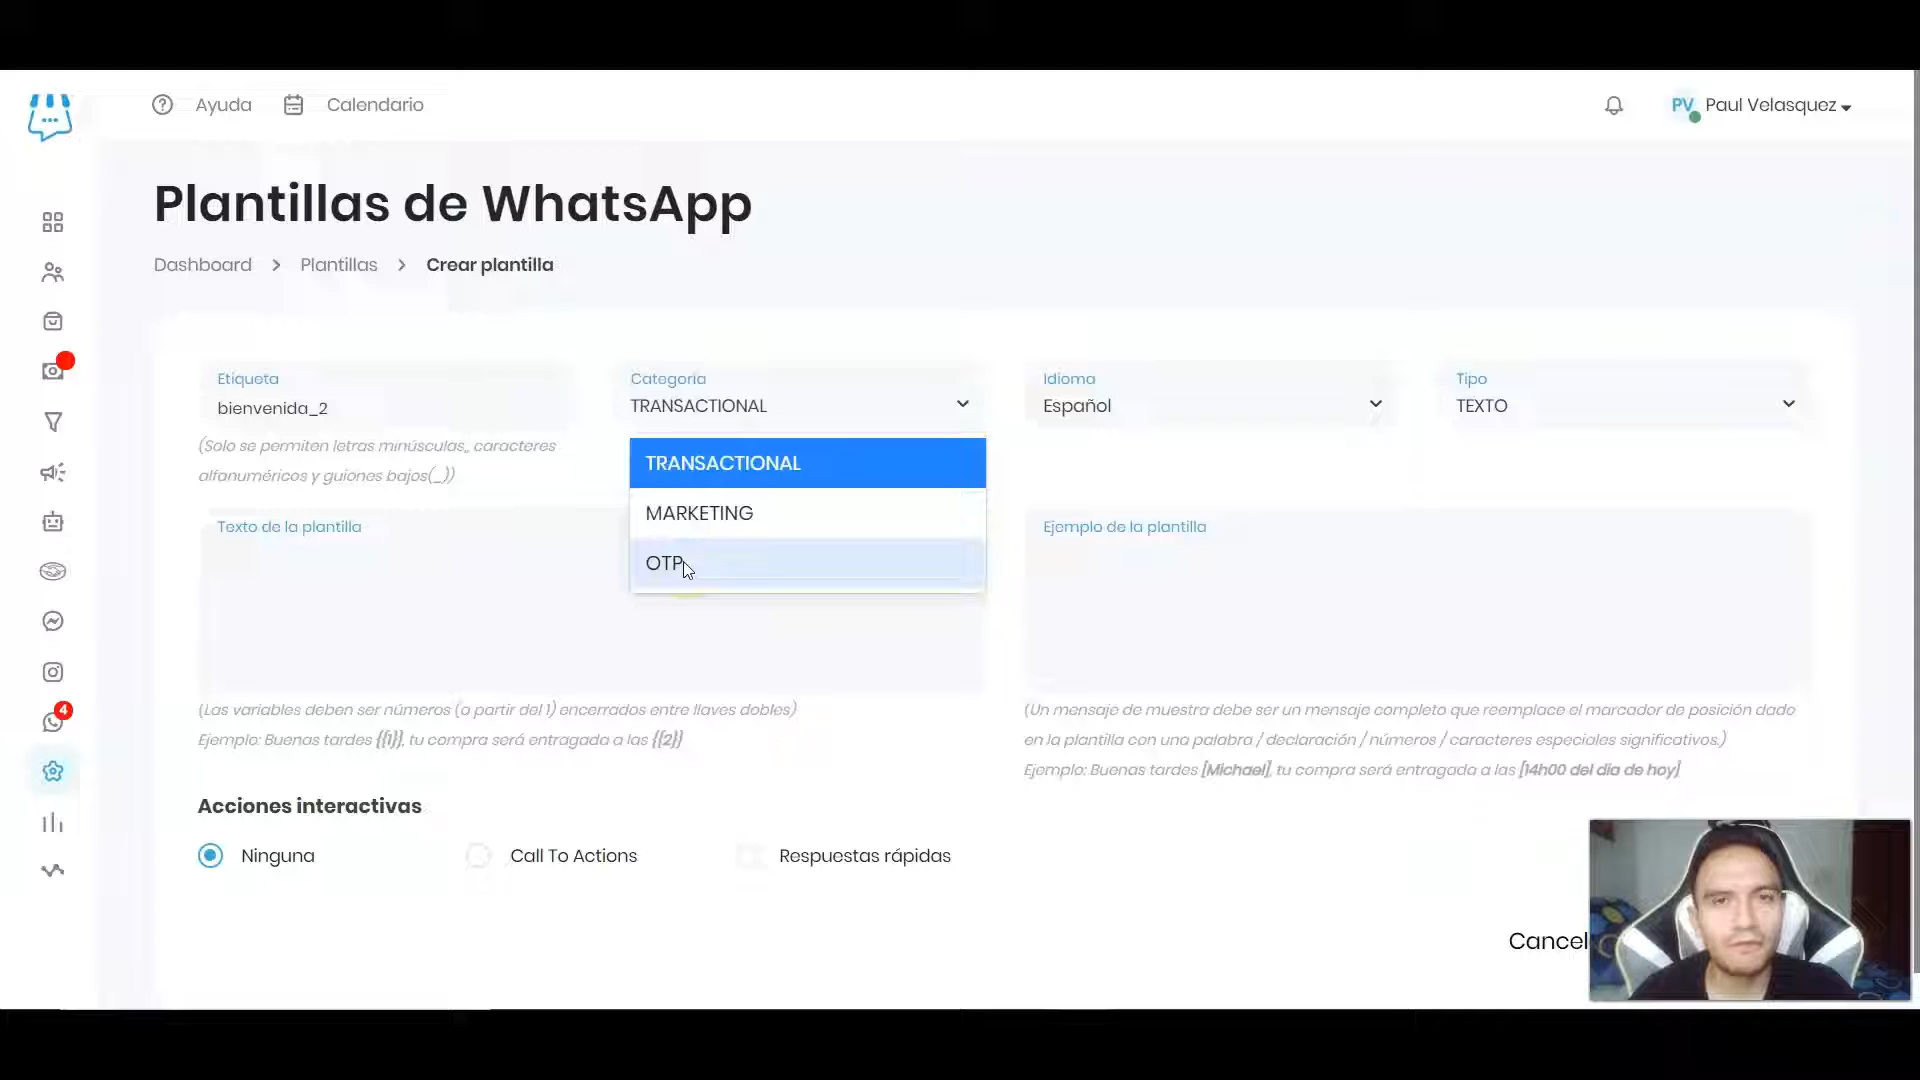 Ayuda
Calendario
PV
Paul Velasquez
Plantillas de WhatsApp
Dashboard > Plantillas > Crear plantilla
Etiqueta
bienvenida_2
(Solo se permiten letras minúsculas,, caracteres
alfanuméricos y guiones bajos(_))
Categoría
TRANSACTIONAL
TRANSACTIONAL
MARKETING
OTP
Idioma
Español
Tipo
TEXTO
Texto de la plantilla
(Las variables deben ser números (a partir del 1) encerrados entre llaves dobles)
Ejemplo: Buenas tardes {{1}}, tu compra será entragada a las {{2}}
Ejemplo de la plantilla
(Un mensaje de muestra debe ser un mensaje completo que reemplace el marcador de posición dado
en la plantilla con una palabra / declaración / números / caracteres especiales significativos.)
Ejemplo: Buenas tardes [Michael], tu compra será entragada a las [14h00 del día de hoy]
4
Acciones interactivas
Ninguna
Call To Actions
Respuestas rápidas
Cancel